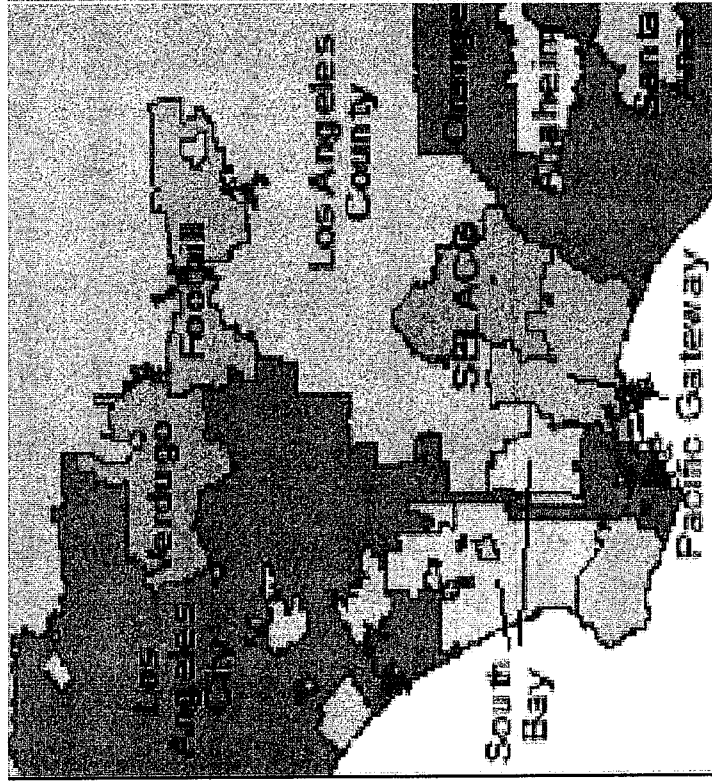 Los
Angeles
City
Verdugo
Foothill
Los Angeles
County
South
Bay
SELACO
Orange
Anaheim
Santa
Ana
Pacific Gateway